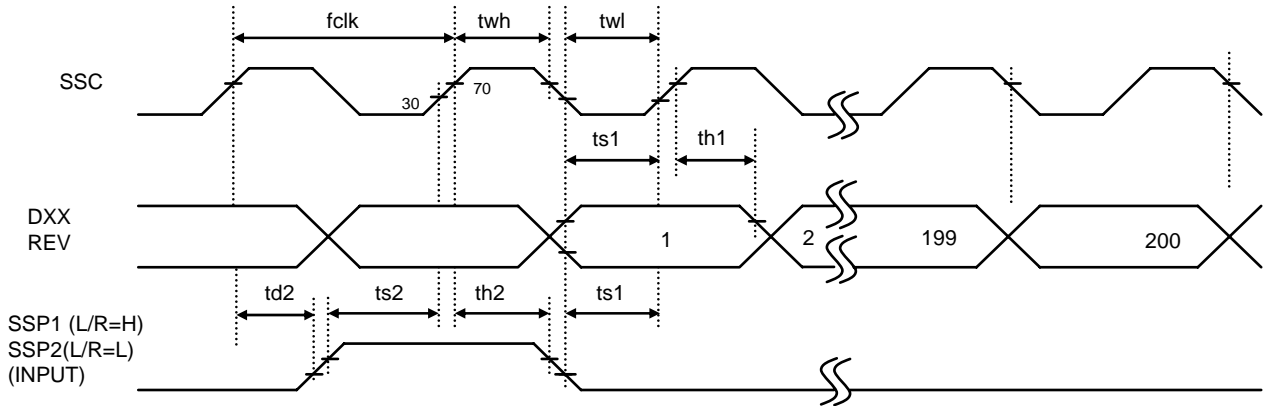 fclk twh twl
SSC
30 70
ts1 th1
DXX
REV
1 2 199 200
td2 ts2 th2 ts1
SSP1 (L/R=H)
SSP2(L/R=L)
(INPUT)